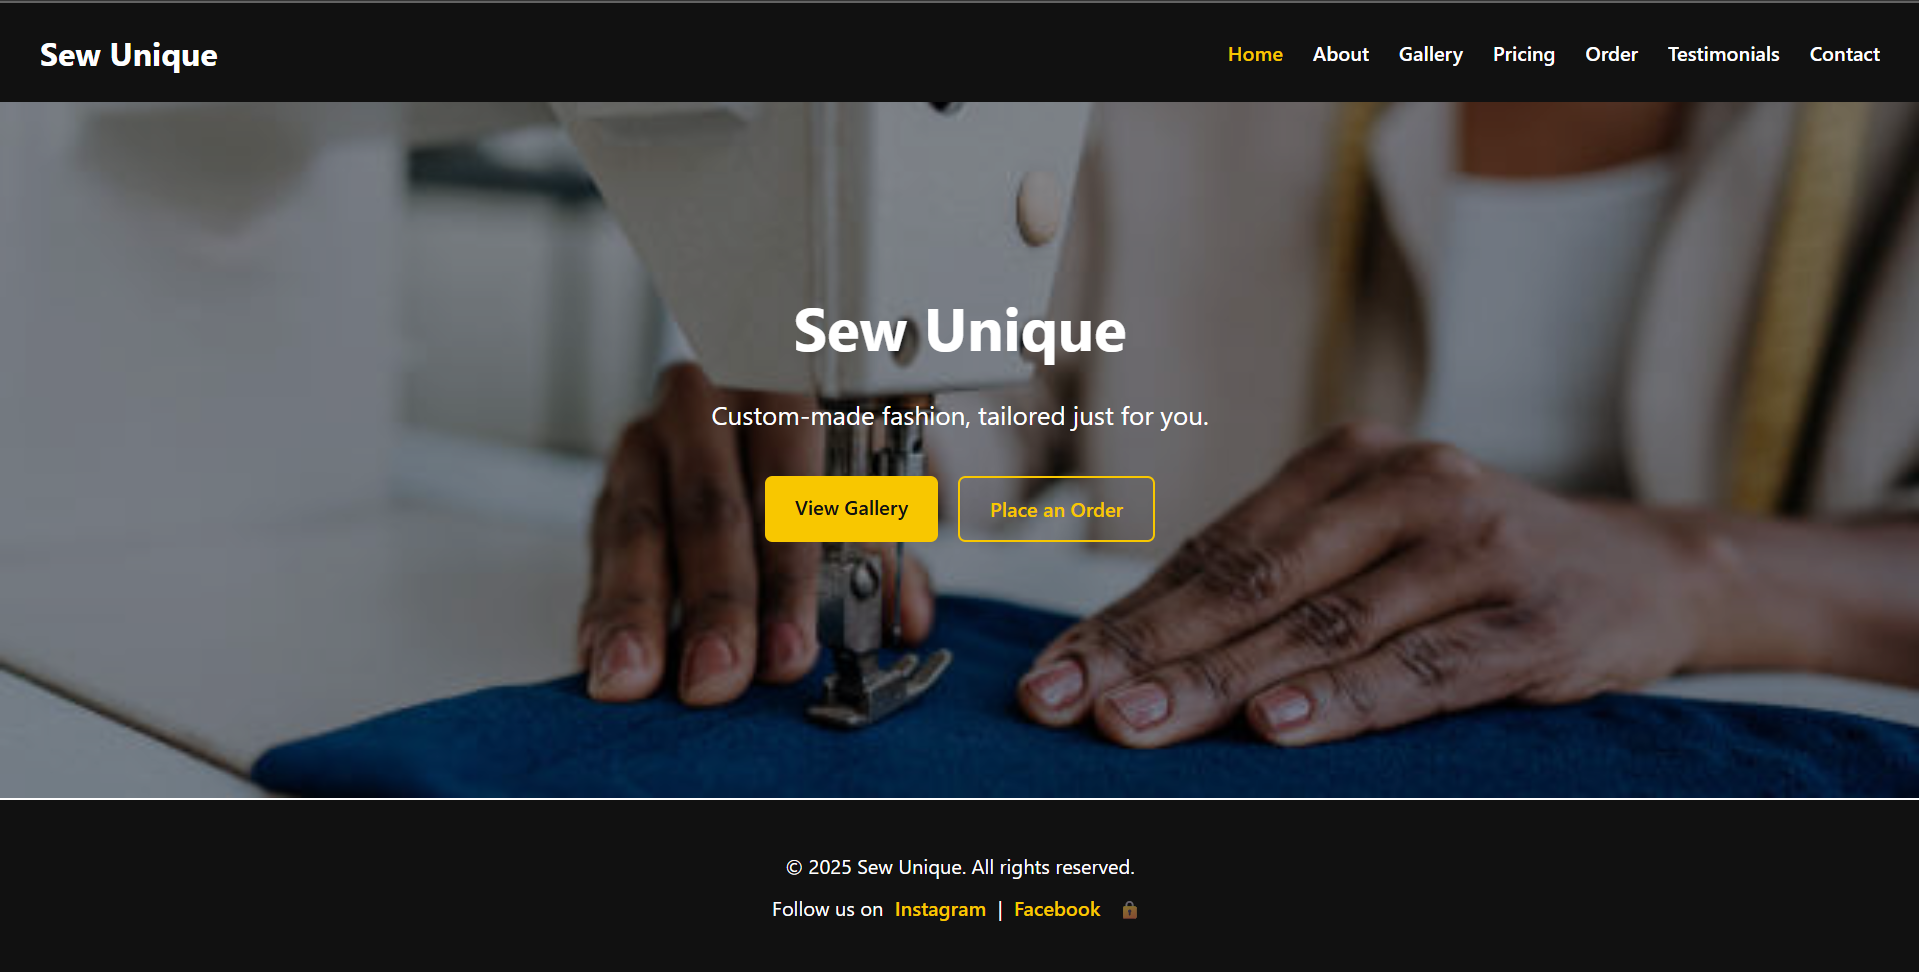 Sew Unique
Home About Gallery Pricing Order Testimonials Contact
Sew Unique
Custom-made fashion, tailored just for you.
View Gallery
Place an Order
© 2025 Sew Unique. All rights reserved.
Follow us on Instagram | Facebook